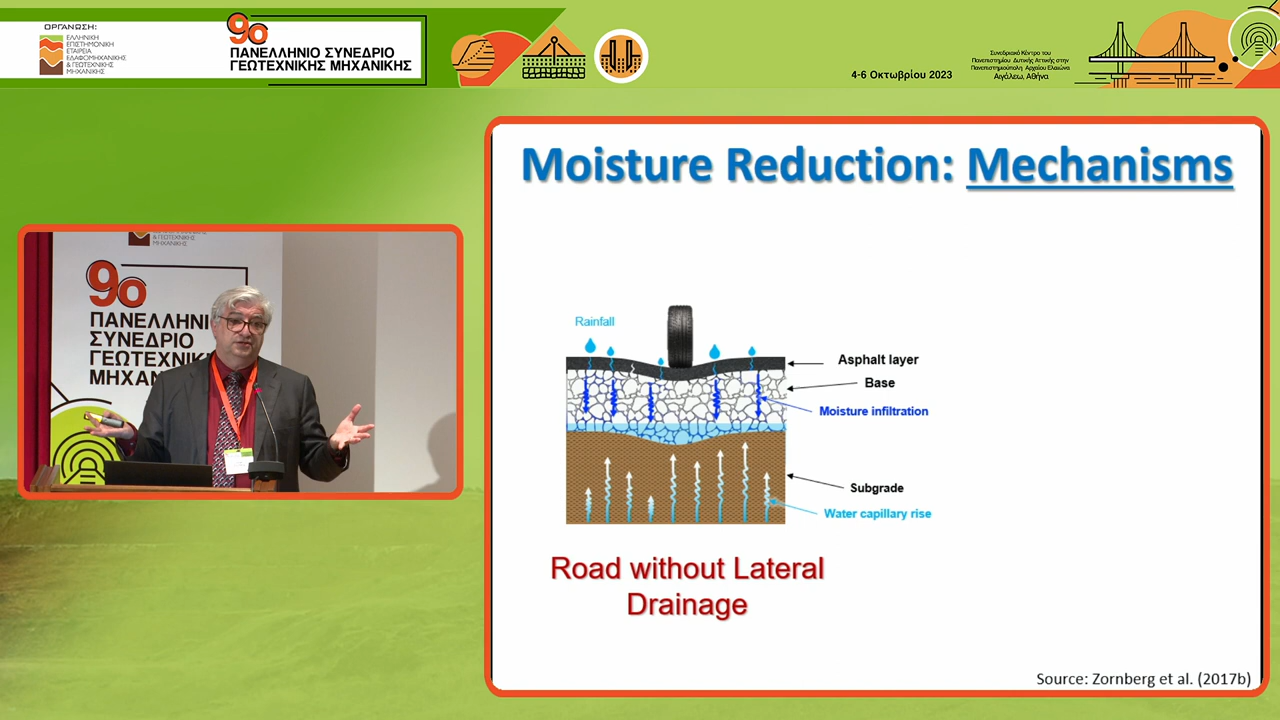 ΟΡΓΑΝΩΣΗ:
ΕΛΛΗΝΙΚΗ
ΕΠΙΣΤΗΜΟΝΙΚΗ
ΕΤΑΙΡΕΙΑ
ΕΔΑΦΟΜΗΧΑΝΙΚΗΣ
& ΓΕΩΤΕΧΝΙΚΗΣ
ΜΗΧΑΝΙΚΗΣ
9ο
ΠΑΝΕΛΛΗΝΙΟ ΣΥΝΕΔΡΙΟ
ΓΕΩΤΕΧΝΙΚΗΣ ΜΗΧΑΝΙΚΗΣ
4-6 Οκτωβρίου 2023
Συνεδριακό Κέντρο του
Πανεπιστημίου Δυτικής Αττικής στην
Πανεπιστημιούπολη Αρχαίου Ελαιώνα
Αιγάλεω, Αθήνα
& ΓΕΩΤΕΧΝΙΚΗΣ
ΜΗΧΑΝΙΚΗΣ
9ο
ΠΑΝΕΛΛΗΝΙ
ΣΥΝΕΔΡΙΟ
ΓΕΩΤΕΧΝΙΚ
ΜΗΧΑΝ
Moisture Reduction: Mechanisms
Rainfall
Asphalt layer
Base
Moisture infiltration
Subgrade
Water capillary rise
Road without Lateral
Drainage
Source: Zornberg et al. (2017b)